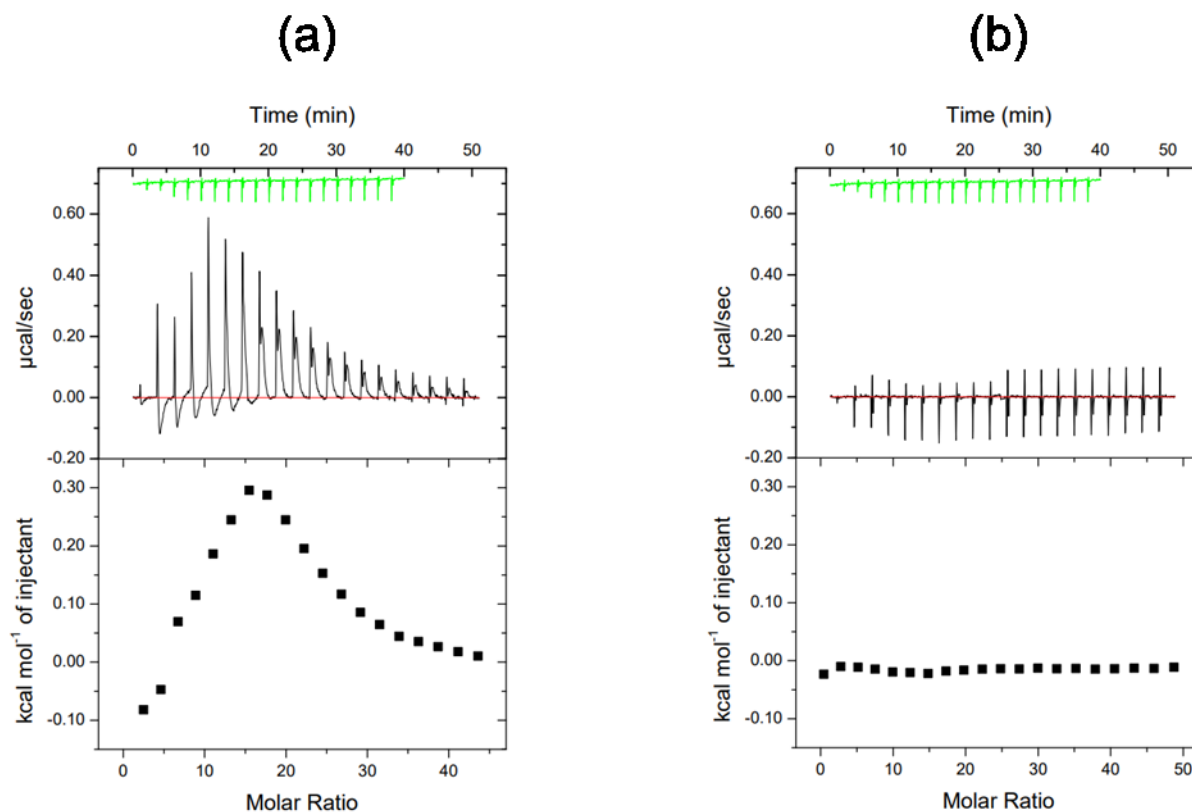 (a)
Time (min)
0 10 20 30 40 50
0.60
0.40
0.20
0.00
-0.20
µcal/sec
0.30
0.20
0.10
0.00
-0.10
kcal mol⁻¹ of injectant
0 10 20 30 40
Molar Ratio
(b)
Time (min)
0 10 20 30 40 50
0.60
0.40
0.20
0.00
-0.20
µcal/sec
0.30
0.20
0.10
0.00
-0.10
kcal mol⁻¹ of injectant
0 10 20 30 40 50
Molar Ratio